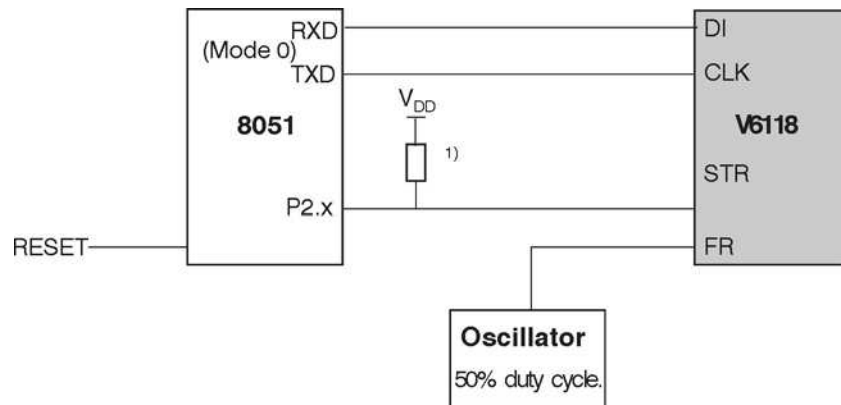 RXD
(Mode 0)
TXD
8051
P2.x
RESET
V_DD
1)
DI
CLK
V6118
STR
FR
Oscillator
50% duty cycle.